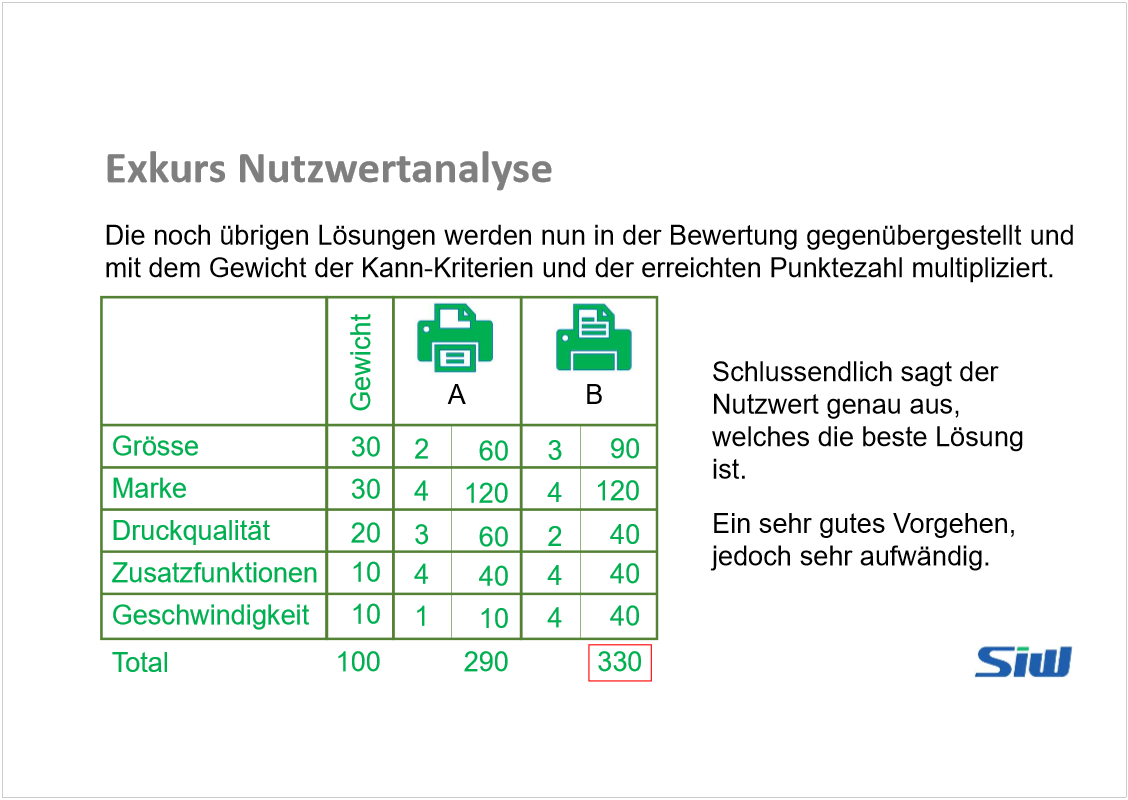 Exkurs Nutzwertanalyse
Die noch übrigen Lösungen werden nun in der Bewertung gegenübergestellt und
mit dem Gewicht der Kann-Kriterien und der erreichten Punktezahl multipliziert.
Gewicht A B
Grösse 30 2 60 3 90
Marke 30 4 120 4 120
Druckqualität 20 3 60 2 40
Zusatzfunktionen 10 4 40 4 40
Geschwindigkeit 10 1 10 4 40
Total 100 290 330
Schlussendlich sagt der
Nutzwert genau aus,
welches die beste Lösung
ist.
Ein sehr gutes Vorgehen,
jedoch sehr aufwändig.
Siw